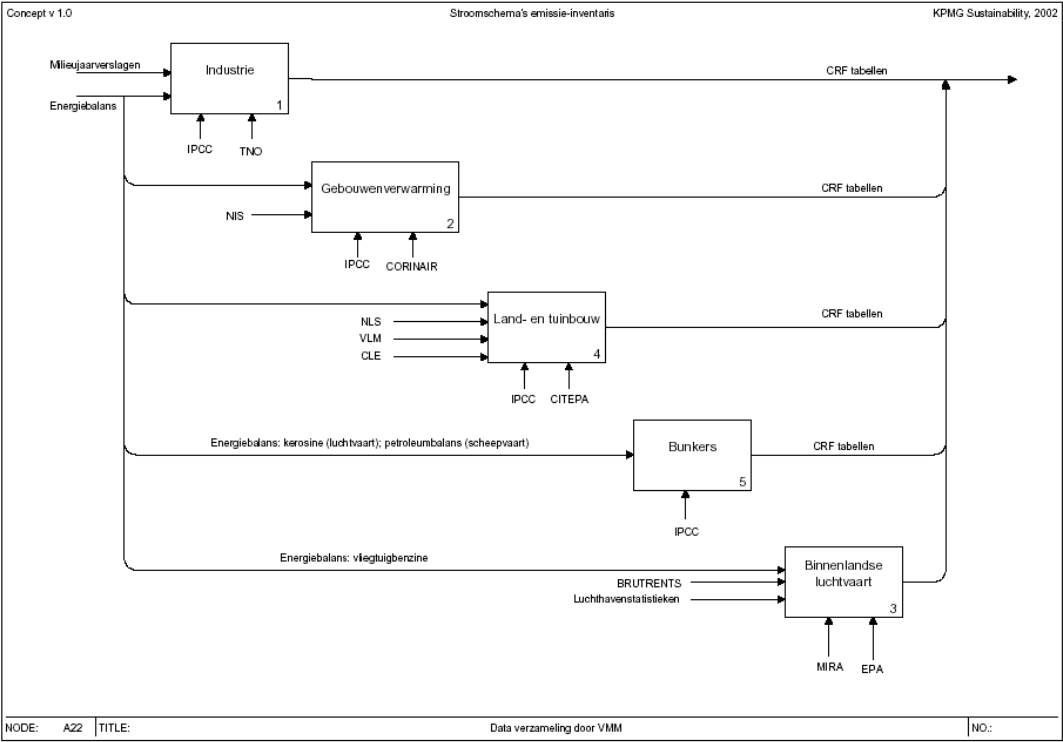 Concept v 1.0
Stroomschema's emissie-inventaris
KPMG Sustainability, 2002
Milieujaarverslagen
Energiebalans
Industrie
1
IPCC
TNO
CRF tabellen
Gebouwenverwarming
2
NIS
IPCC
CORINAIR
CRF tabellen
Land- en tuinbouw
4
NLS
VLM
CLE
IPCC
CITEPA
CRF tabellen
Energiebalans: kerosine (luchtvaart); petroleumbalans (scheepvaart)
Bunkers
5
IPCC
CRF tabellen
Energiebalans: vliegtuigbenzine
BRUTRENTS
Luchthavenstatistieken
Binnenlandse
luchtvaart
3
MIRA
EPA
NODE: A22
TITLE:
Data verzameling door VMM
NO.: